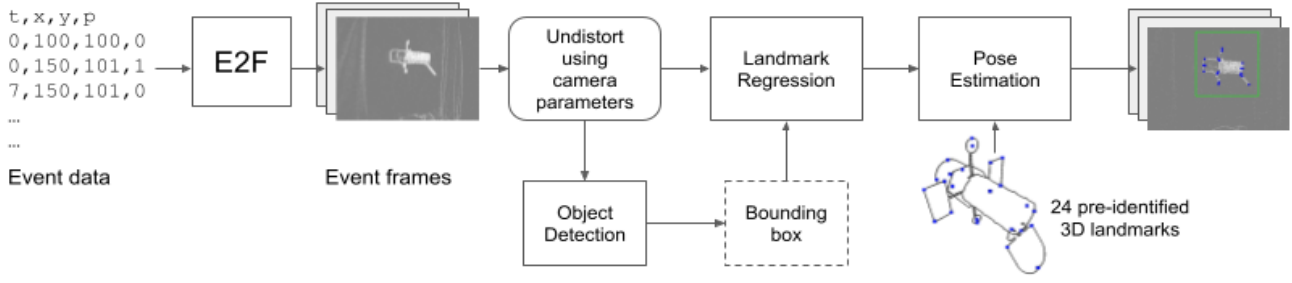 t,x,y,p
0,100,100,0
0,150,101,1
7,150,101,0
…
…
Event data
E2F
Event frames
Undistort
using
camera
parameters
Object
Detection
Bounding
box
Landmark
Regression
Pose
Estimation
24 pre-identified
3D landmarks